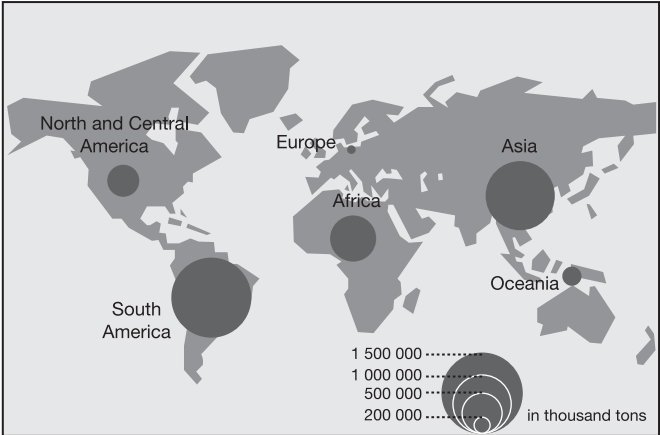 North and Central
America
Europe
Asia
Africa
Oceania
South
America
1 500 000
1 000 000
500 000
200 000
in thousand tons